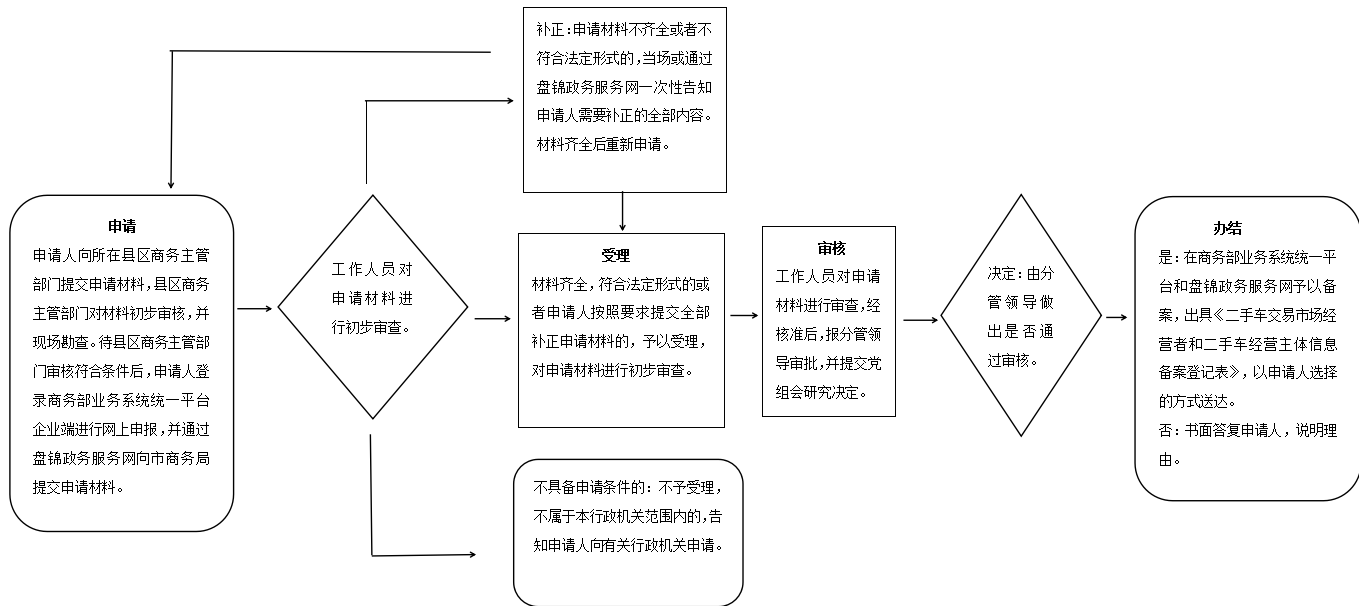 补正：申请材料不齐全或者不
符合法定形式的，当场或通过
盘锦政务服务网一次性告知
申请人需要补正的全部内容。
材料齐全后重新申请。
申请
申请人向所在县区商务主管
部门提交申请材料，县区商务
主管部门对材料初步审核，并
现场勘查。待县区商务主管部
门审核符合条件后，申请人登
录商务部业务系统统一平台
企业端进行网上申报，并通过
盘锦政务服务网向市商务局
提交申请材料。
工作人员对
申请材料进
行初步审查。
受理
材料齐全，符合法定形式的或
者申请人按照要求提交全部
补正申请材料的，予以受理，
对申请材料进行初步审查。
不具备申请条件的：不予受理，
不属于本行政机关范围内的，告
知申请人向有关行政机关申请。
审核
工作人员对申请
材料进行审查，经
核准后，报分管领
导审批，并提交党
组会研究决定。
决定：由分
管领导做
出是否通
过审核。
办结
是：在商务部业务系统统一平
台和盘锦政务服务网予以备
案，出具《二手车交易市场经
营者和二手车经营主体信息
备案登记表》，以申请人选择
的方式送达。
否：书面答复申请人，说明理
由。